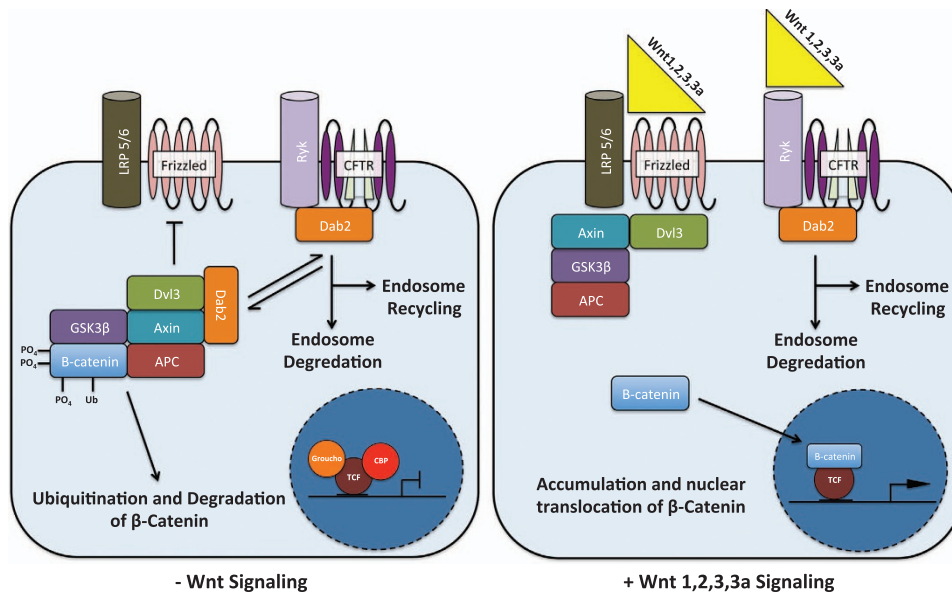 LRP 5/6
Frizzled
Ryk
CFTR
Dab2
Dvl3
Dab2
GSK3β
Axin
B-catenin
APC
PO4
PO4
PO4
Ub
Endosome
Recycling
Endosome
Degredation
Ubiquitination and Degradation
of β-Catenin
Groucho
CBP
TCF
- Wnt Signaling
Wnt1,2,3,3a
Wnt 1,2,3,3a
LRP 5/6
Frizzled
Ryk
CFTR
Dab2
Axin
Dvl3
GSK3β
APC
Endosome
Recycling
Endosome
Degredation
B-catenin
B-catenin
TCF
Accumulation and nuclear
translocation of β-Catenin
+ Wnt 1,2,3,3a Signaling